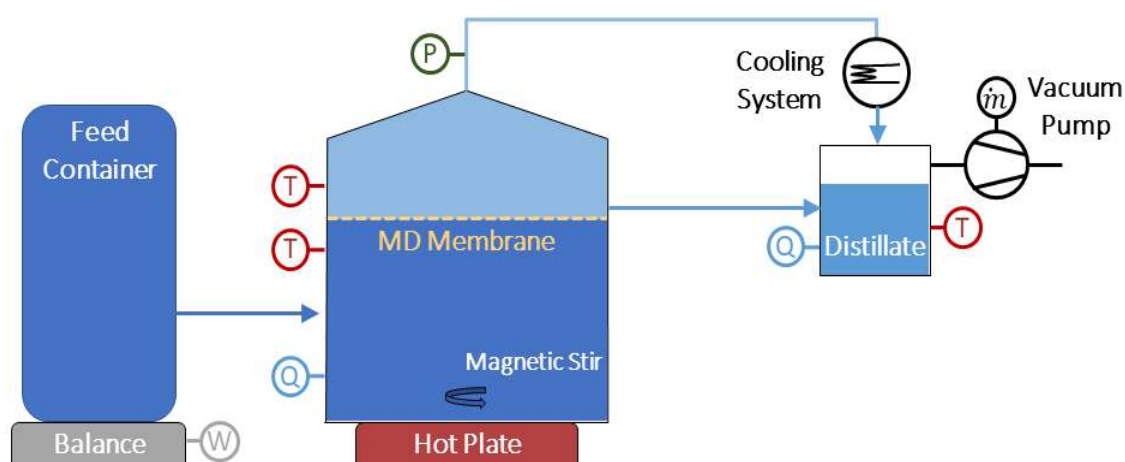 Feed
Container
Balance
W
P
T
T
MD Membrane
Q
Magnetic Stir
Hot Plate
Cooling
System
ṁ
Vacuum
Pump
Q
Distillate
T